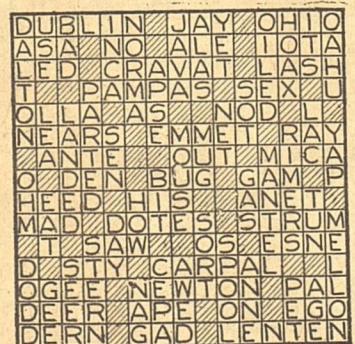 DUBLIN JAY OHIO
ASA NO ALE IOTA
LED CRAVAT LASH
T PAMPAS SEX U
OLLA AS NOD L
NEARS EMMET RAY
ANTE OUT MICA
O DEN BUG GAM P
HEED HIS ANET
MAD DOTES STRUM
T SAW OS ESNE
D STY CARPAL L
OGEE NEWTON PAL
DEER APE ON EGO
DERN GAD LENTEN